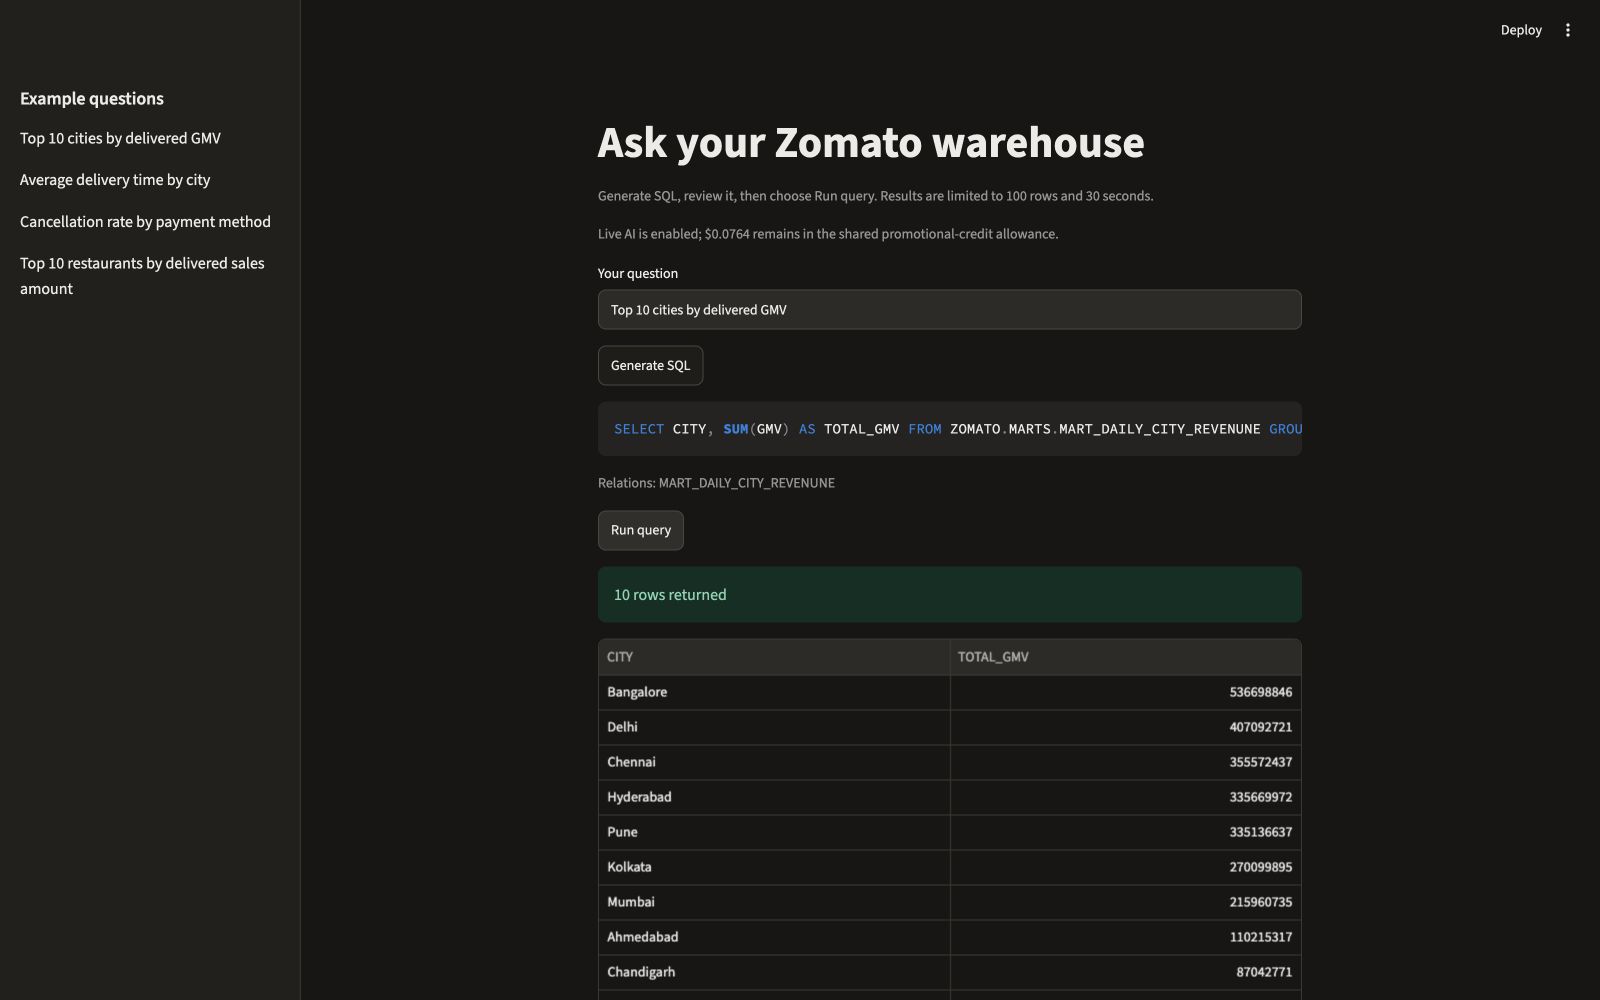 Deploy
Example questions
Top 10 cities by delivered GMV
Average delivery time by city
Cancellation rate by payment method
Top 10 restaurants by delivered sales
amount
Ask your Zomato warehouse
Generate SQL, review it, then choose Run query. Results are limited to 100 rows and 30 seconds.
Live AI is enabled; $0.0764 remains in the shared promotional-credit allowance.
Your question
Top 10 cities by delivered GMV
Generate SQL
SELECT CITY, SUM(GMV) AS TOTAL_GMV FROM ZOMATO.MARTS.MART_DAILY_CITY_REVENUNE GROU
Relations: MART_DAILY_CITY_REVENUNE
Run query
10 rows returned
CITY TOTAL_GMV
Bangalore 536698846
Delhi 407092721
Chennai 355572437
Hyderabad 335669972
Pune 335136637
Kolkata 270099895
Mumbai 215960735
Ahmedabad 110215317
Chandigarh 87042771